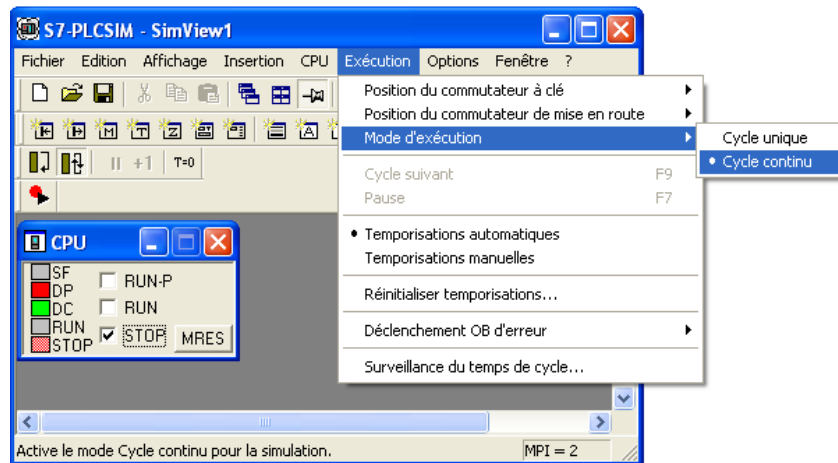 S7-PLCSIM - SimView1
Fichier Edition Affichage Insertion CPU Exécution Options Fenêtre ?
+1 T=0
Position du commutateur à clé
Position du commutateur de mise en route
Mode d'exécution
Cycle unique
Cycle continu
Cycle suivant F9
Pause F7
Temporisations automatiques
Temporisations manuelles
Réinitialiser temporisations...
Déclenchement OB d'erreur
Surveillance du temps de cycle...
CPU
SF
DP
DC
RUN
STOP
RUN-P
RUN
STOP
MRES
Active le mode Cycle continu pour la simulation.
MPI = 2